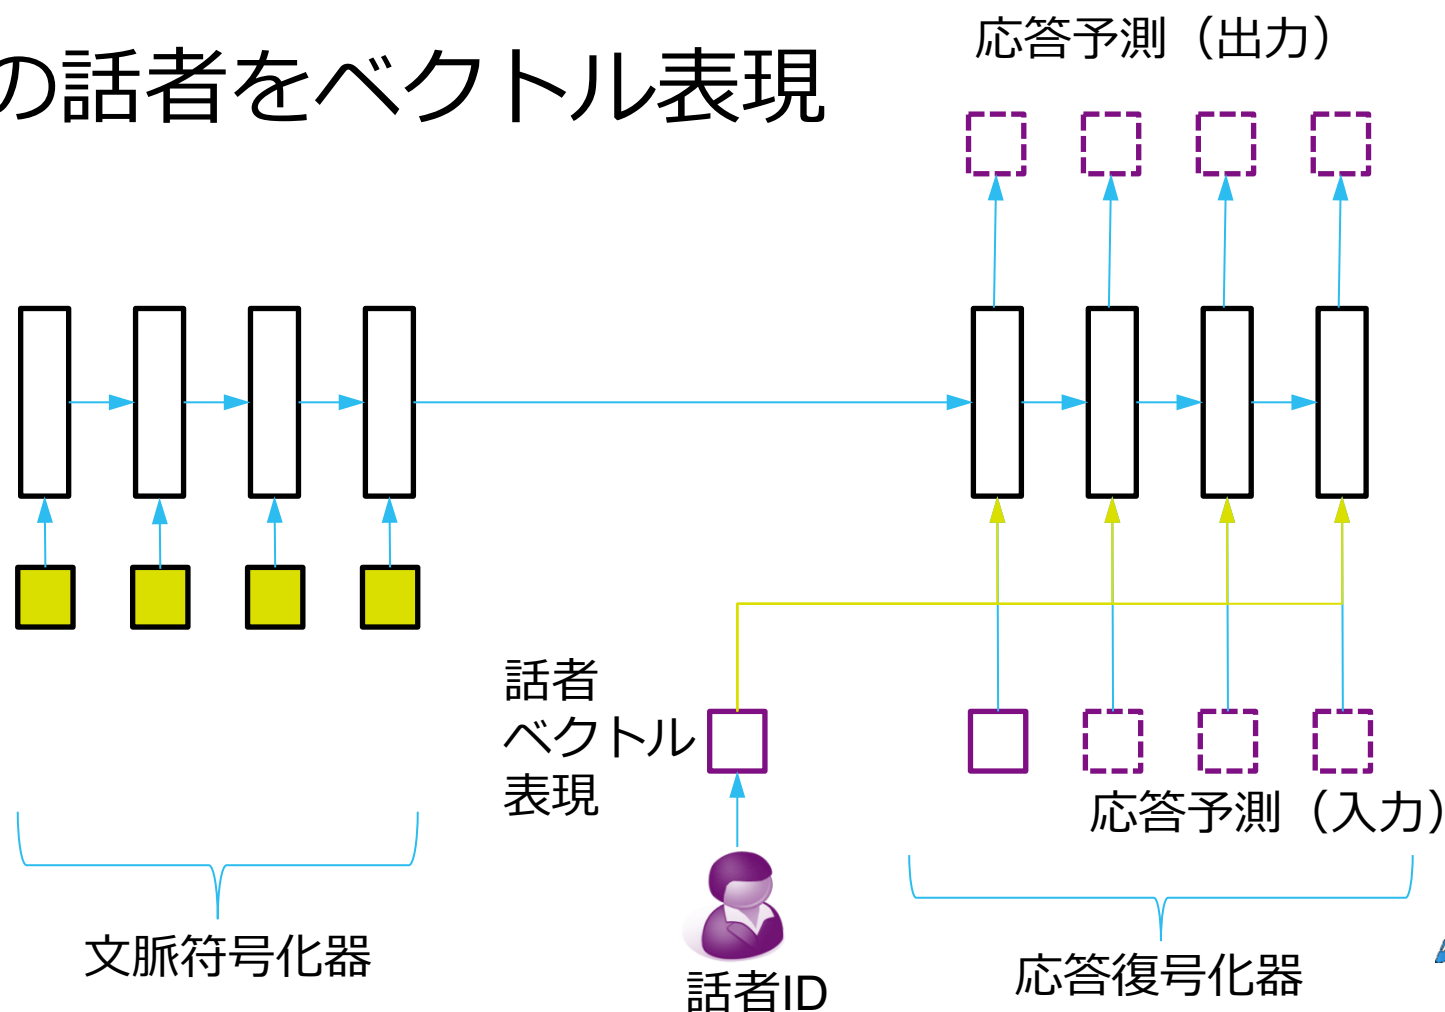 の話者をベクトル表現
応答予測（出力）
話者
ベクトル
表現
応答予測（入力）
文脈符号化器
話者ID
応答復号化器